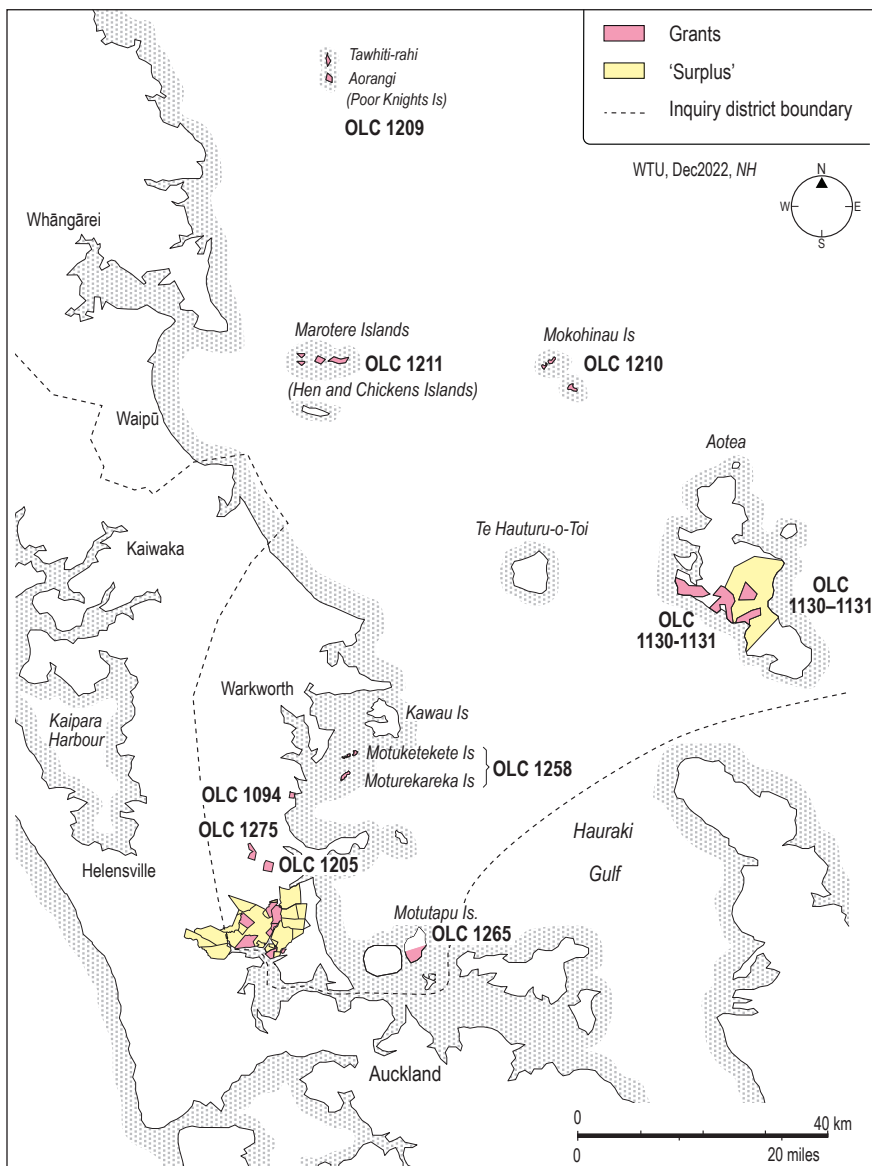 Tawhiti-rahi
Aorangi
(Poor Knights Is)
OLC 1209
Grants
'Surplus'
Inquiry district boundary
WTU, Dec2022, NH
N
W
E
S
Whāngārei
Marotere Islands
OLC 1211
(Hen and Chickens Islands)
Mokohinau Is
OLC 1210
Waipū
Aotea
Te Hauturu-o-Toi
Kaiwaka
OLC
1130–1131
OLC
1130-1131
Warkworth
Kawau Is
Kaipara
Harbour
Motuketekete Is
Moturekareka Is
OLC 1258
OLC 1094
OLC 1275
OLC 1205
Hauraki
Gulf
Helensville
Motutapu Is.
OLC 1265
Auckland
0
40 km
0
20 miles